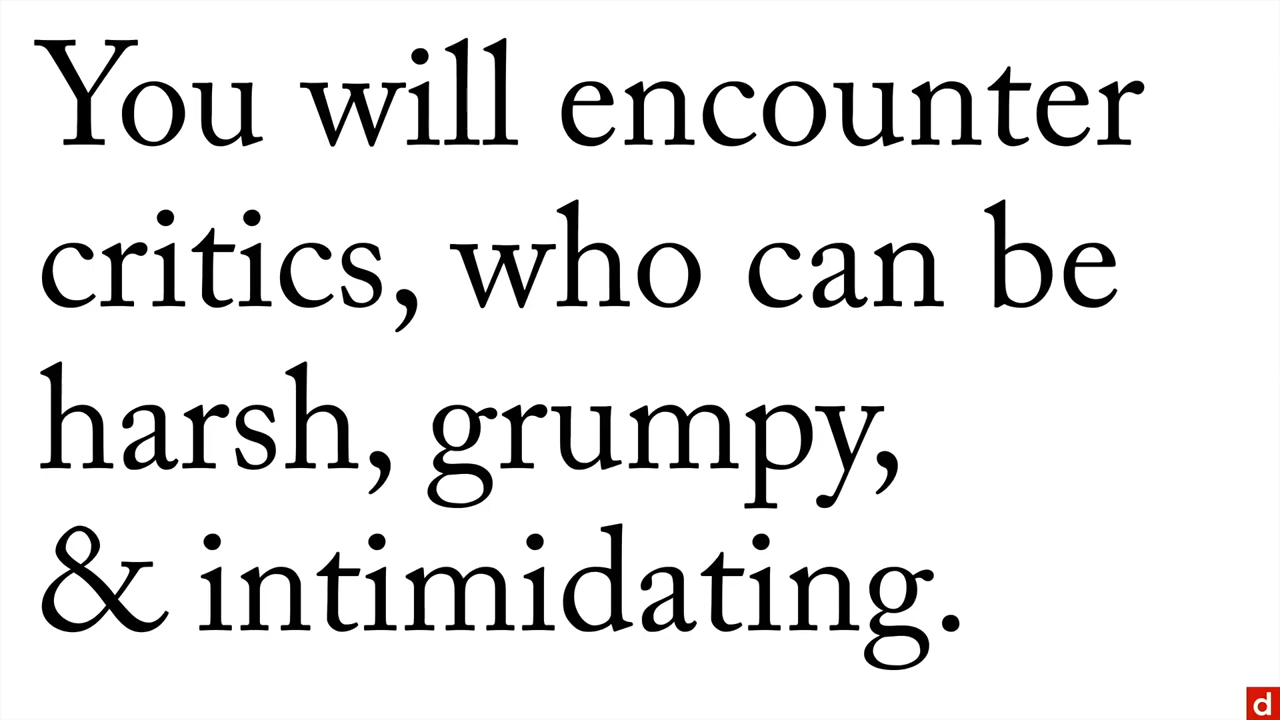 You will encounter
critics, who can be
harsh, grumpy,
& intimidating.
d